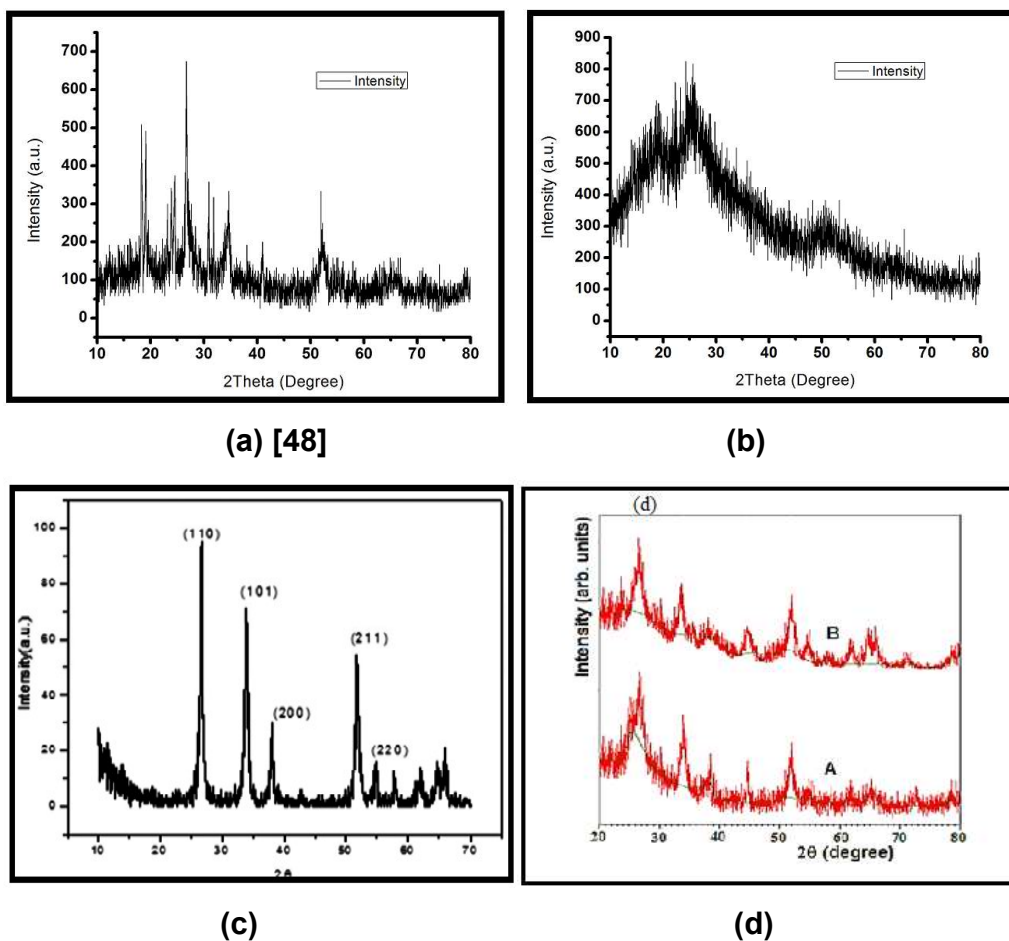 700
600
500
400
300
200
100
0
Intensity (a.u.)
Intensity
10 20 30 40 50 60 70 80
2Theta (Degree)
(a) [48]
900
800
700
600
500
400
300
200
100
0
Intensity (a.u.)
Intensity
10 20 30 40 50 60 70 80
2Theta (Degree)
(b)
100
80
60
40
20
0
Intensity(a.u.)
(110)
(101)
(200)
(211)
(220)
10 20 30 40 50 60 70
2θ
(c)
(d)
Intensity (arb. units)
B
A
20 30 40 50 60 70 80
2θ (degree)
(d)